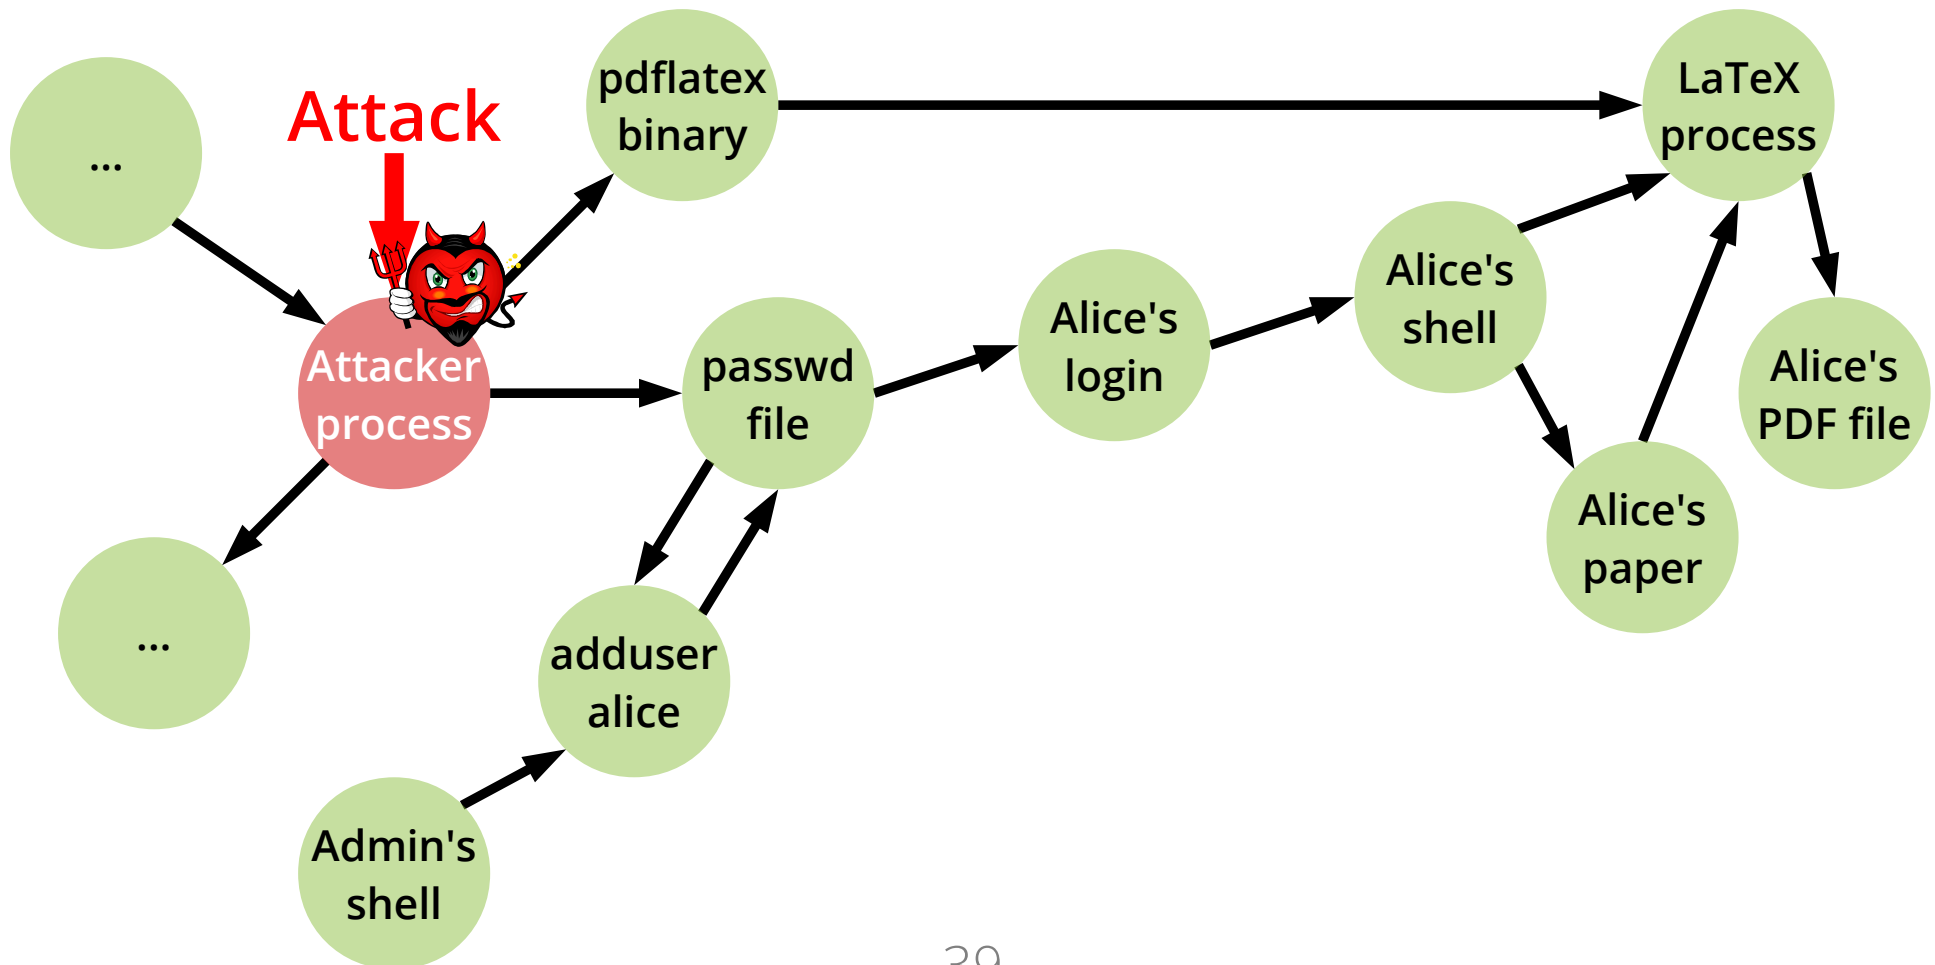 ...
Attack
pdflatex
binary
LaTeX
process
Attacker
process
passwd
file
Alice's
login
Alice's
shell
Alice's
PDF file
Alice's
paper
...
adduser
alice
Admin's
shell
39